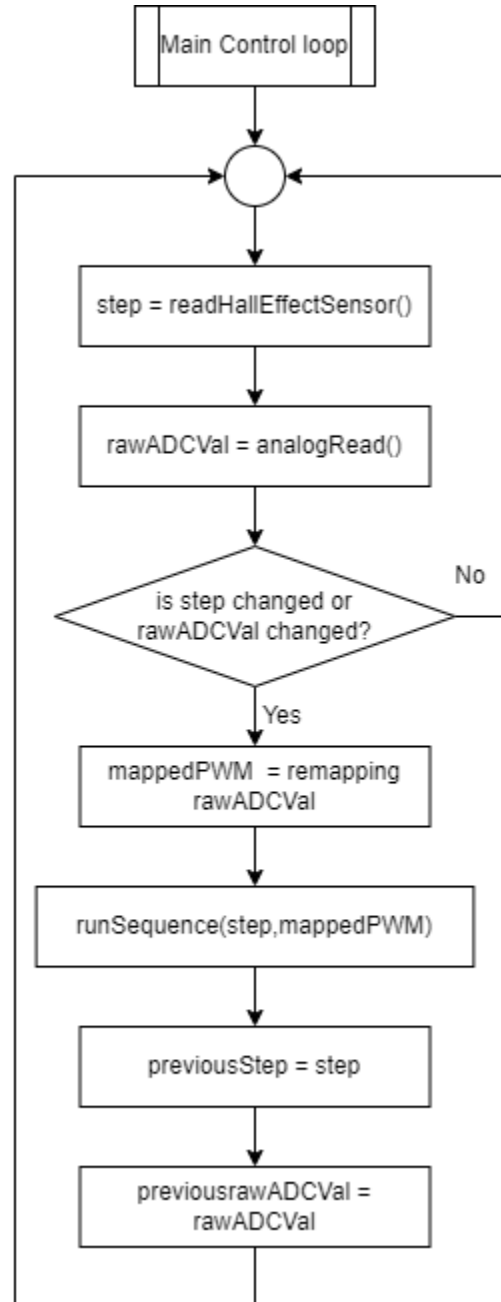 Main Control loop
step = readHallEffectSensor()
rawADCVal = analogRead()
is step changed or
rawADCVal changed?
No
Yes
mappedPWM  = remapping
rawADCVal
runSequence(step,mappedPWM)
previousStep = step
previousrawADCVal =
rawADCVal